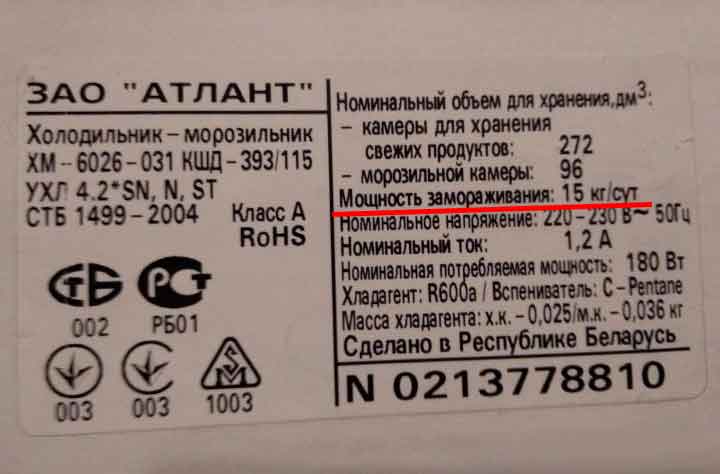 ЗАО "АТЛАНТ"
Холодильник – морозильник
ХМ – 6026 – 031 КШД – 393/115
УХЛ 4.2*SN, N, ST
СТБ 1499 – 2004 Класс А
RoHS
СТБ
РСТ
002 РБ01
003 003 1003
Номинальный объем для хранения,дм³:
– камеры для хранения
свежих продуктов: 272
– морозильной камеры: 96
Мощность замораживания: 15 кг/сут
Номинальное напряжение: 220 – 230 В~ 50Гц
Номинальный ток: 1,2 А
Номинальная потребляемая мощность: 180 Вт
Хладагент: R600a / Вспениватель: C – Pentane
Масса хладагента: х.к. – 0,025/м.к. – 0,036 кг
Сделано в Республике Беларусь
N 0213778810